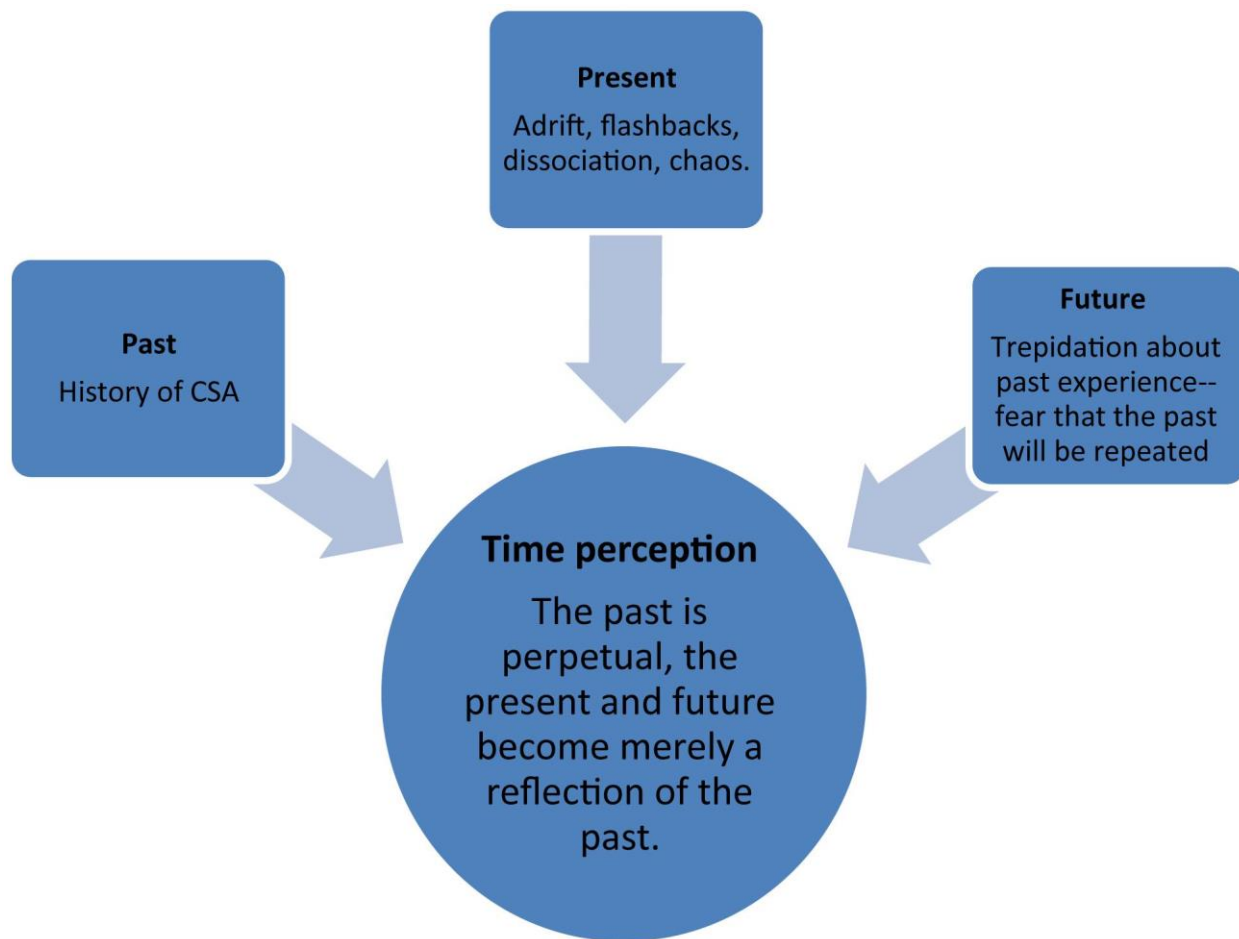 Present
Adrift, flashbacks,
dissociation, chaos.
Past
History of CSA
Future
Trepidation about
past experience--
fear that the past
will be repeated
Time perception
The past is
perpetual, the
present and future
become merely a
reflection of the
past.